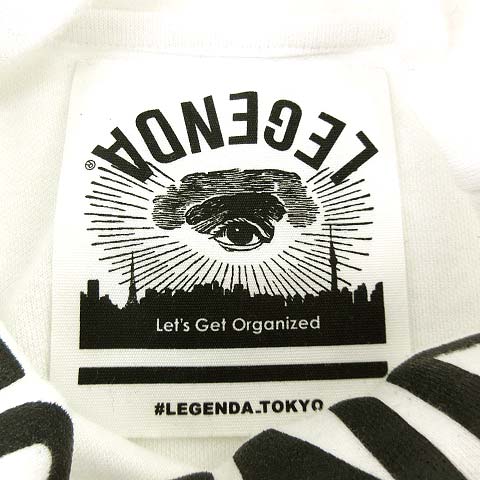 LEGENDA®
Let's Get Organized
#LEGENDA_TOKYO